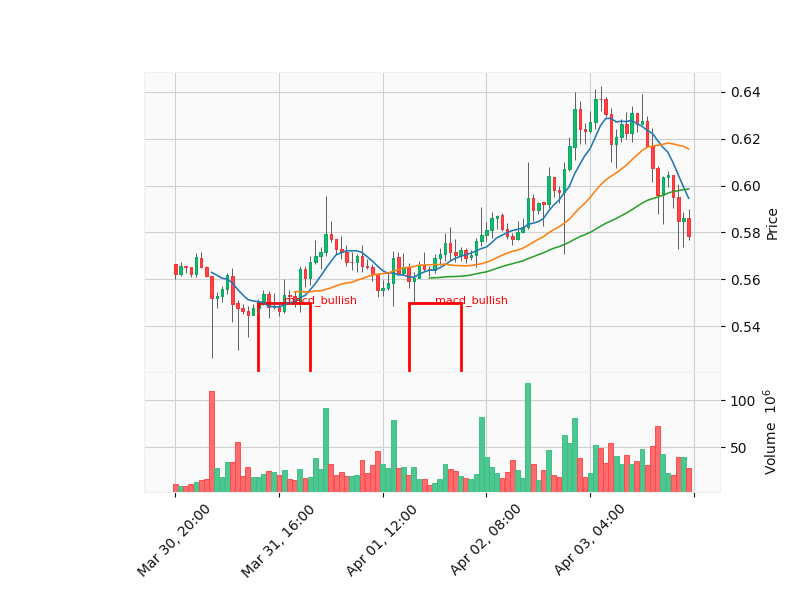 0.64
0.62
0.60
0.58
0.56
0.54
Price
macd_bullish
macd_bullish
100
50
Volume 10^6
Mar 30, 20:00
Mar 31, 16:00
Apr 01, 12:00
Apr 02, 08:00
Apr 03, 04:00